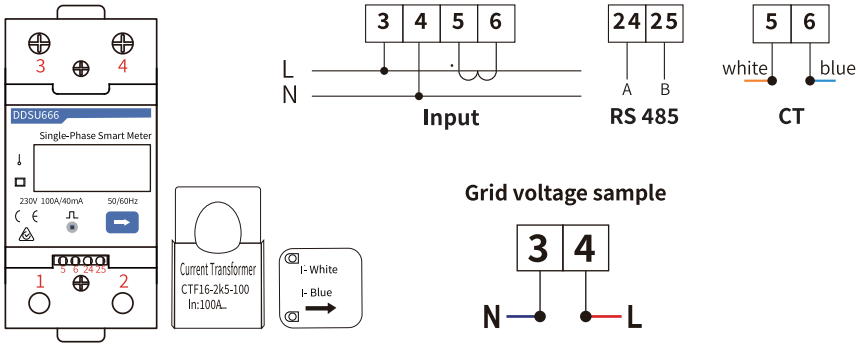 3 4
DDSU666
Single-Phase Smart Meter
230V 100A/40mA 50/60Hz
5 6 24 25
1 2
Current Transformer
CTF16-2k5-100
In:100A...
I- White
I- Blue
3 4 5 6
L
N
Input
24 25
A B
RS 485
5 6
white blue
CT
Grid voltage sample
3 4
N L